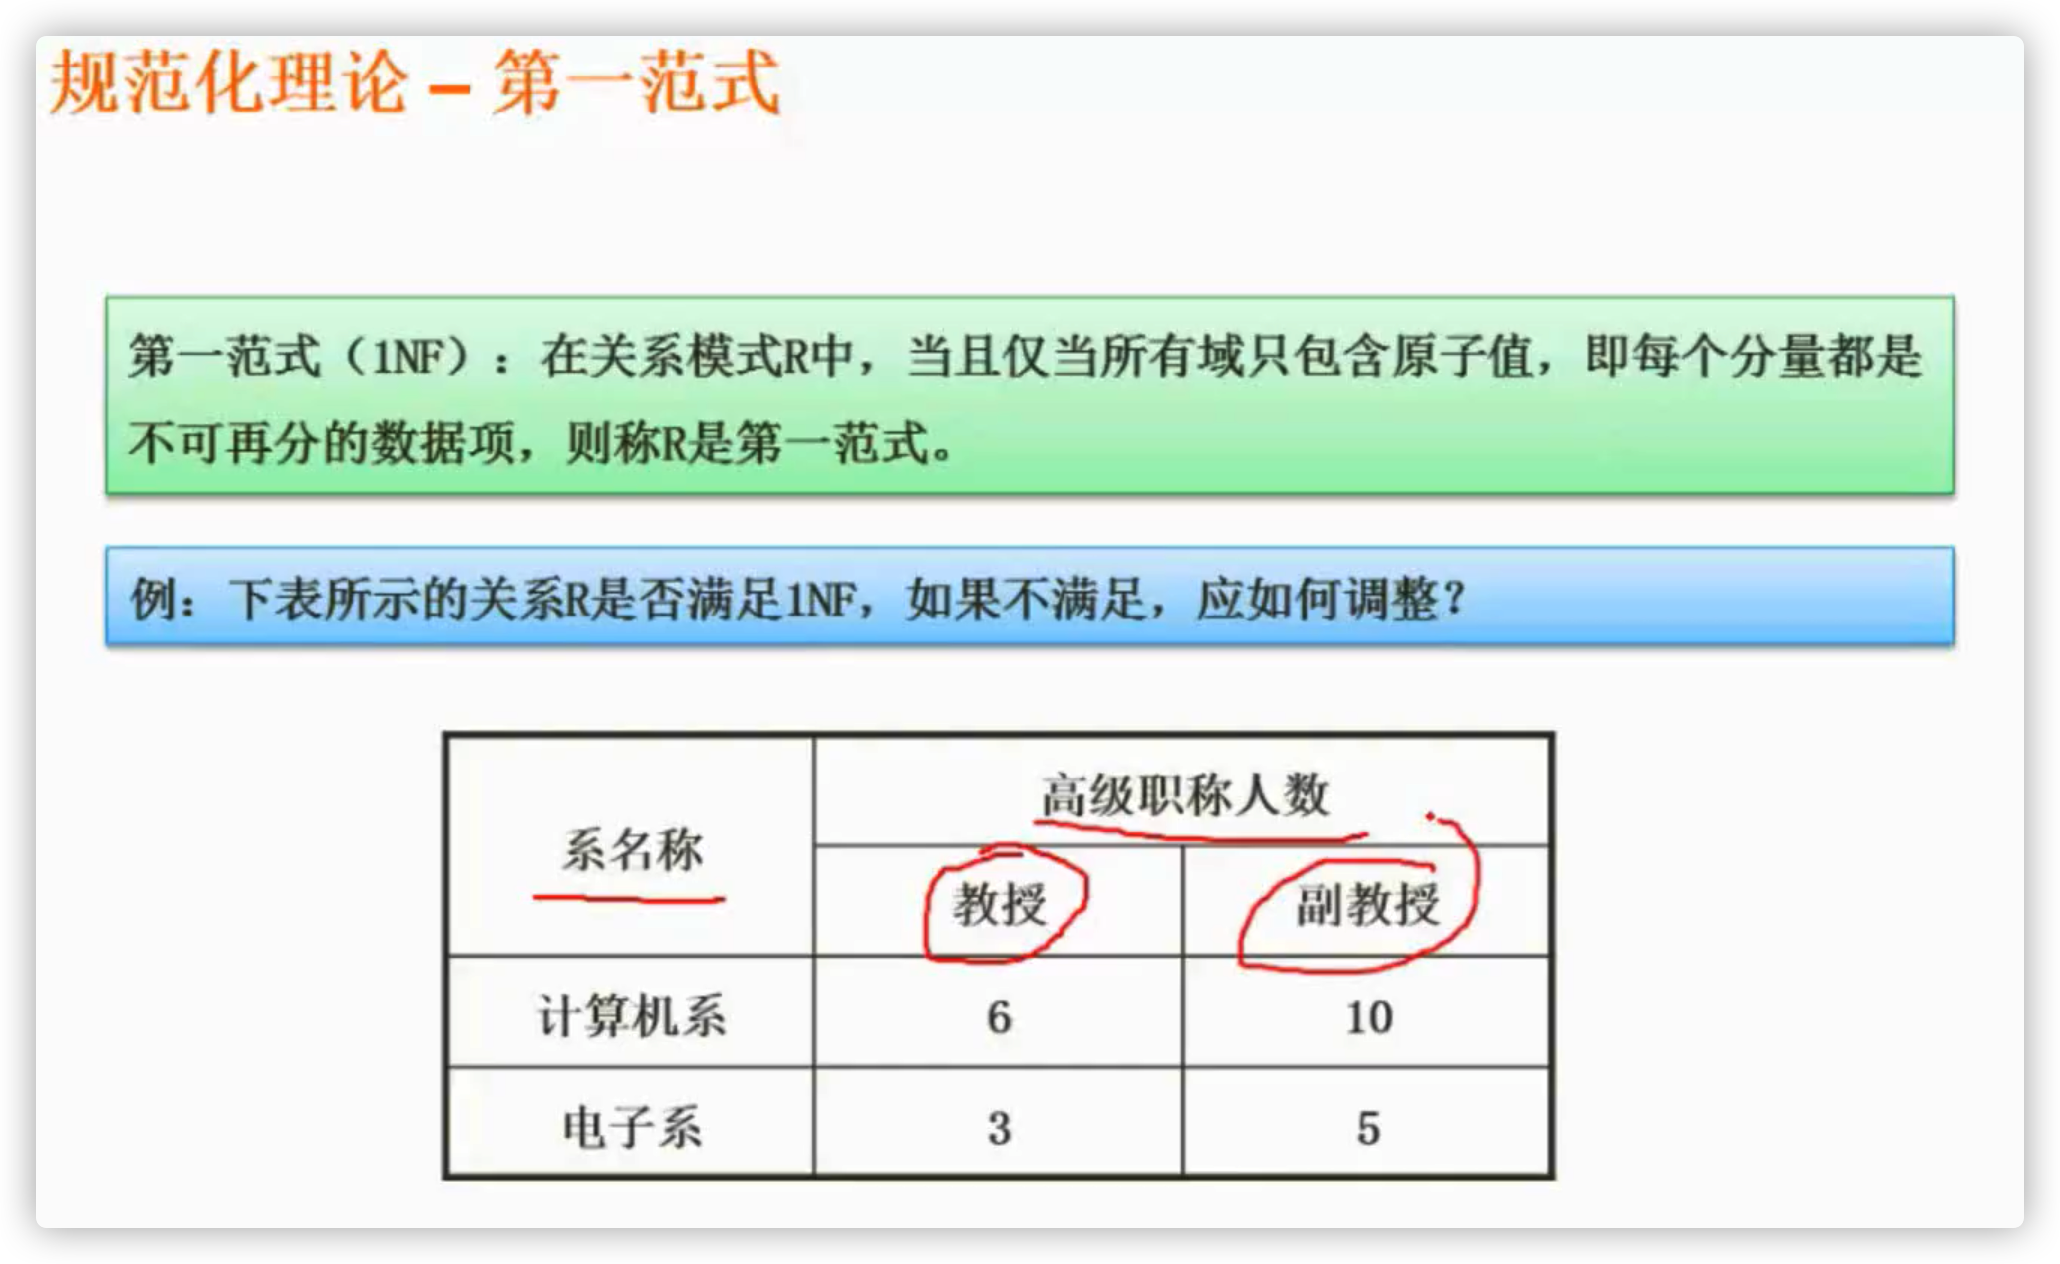 规范化理论 – 第一范式
第一范式（1NF）：在关系模式R中，当且仅当所有域只包含原子值，即每个分量都是
不可再分的数据项，则称R是第一范式。
例：下表所示的关系R是否满足1NF，如果不满足，应如何调整？
系名称
高级职称人数
教授
副教授
计算机系
6
10
电子系
3
5